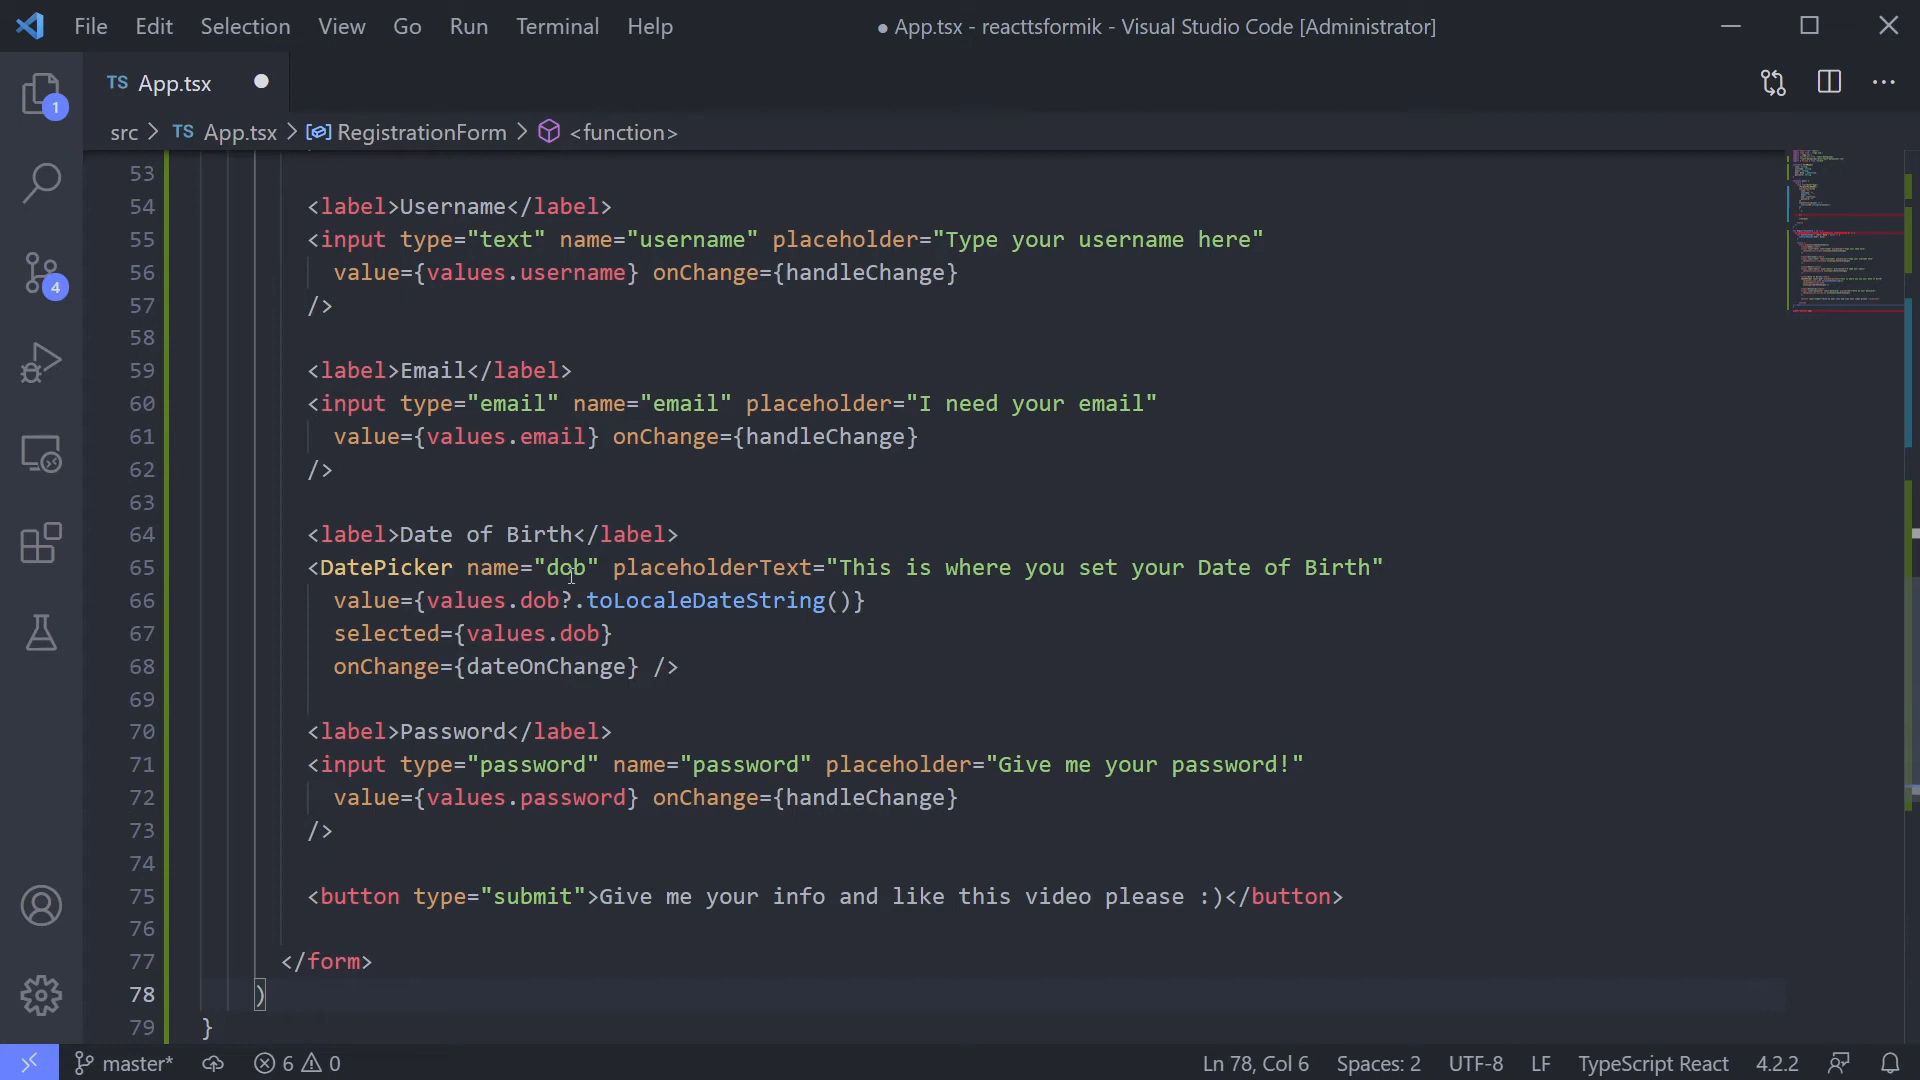 File Edit Selection View Go Run Terminal Help ● App.tsx - reacttsformik - Visual Studio Code [Administrator]
TS App.tsx ●
src > TS App.tsx > RegistrationForm > <function>
1
4
53
54 <label>Username</label>
55 <input type="text" name="username" placeholder="Type your username here"
56 value={values.username} onChange={handleChange}
57 />
58
59 <label>Email</label>
60 <input type="email" name="email" placeholder="I need your email"
61 value={values.email} onChange={handleChange}
62 />
63
64 <label>Date of Birth</label>
65 <DatePicker name="dob" placeholderText="This is where you set your Date of Birth"
66 value={values.dob?.toLocaleDateString()}
67 selected={values.dob}
68 onChange={dateOnChange} />
69
70 <label>Password</label>
71 <input type="password" name="password" placeholder="Give me your password!"
72 value={values.password} onChange={handleChange}
73 />
74
75 <button type="submit">Give me your info and like this video please :)</button>
76
77 </form>
78 )
79 }
master* 6 0 Ln 78, Col 6 Spaces: 2 UTF-8 LF TypeScript React 4.2.2